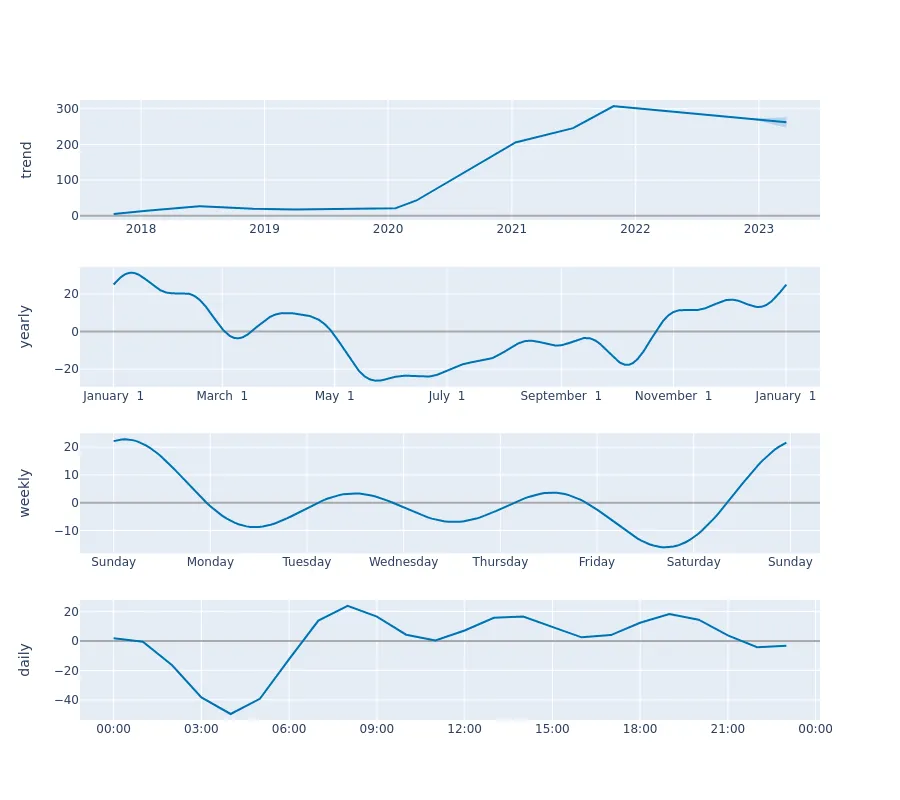 trend
300
200
100
0
2018 2019 2020 2021 2022 2023
yearly
20
0
−20
January 1 March 1 May 1 July 1 September 1 November 1 January 1
weekly
20
10
0
−10
Sunday Monday Tuesday Wednesday Thursday Friday Saturday Sunday
daily
20
0
−20
−40
00:00 03:00 06:00 09:00 12:00 15:00 18:00 21:00 00:00